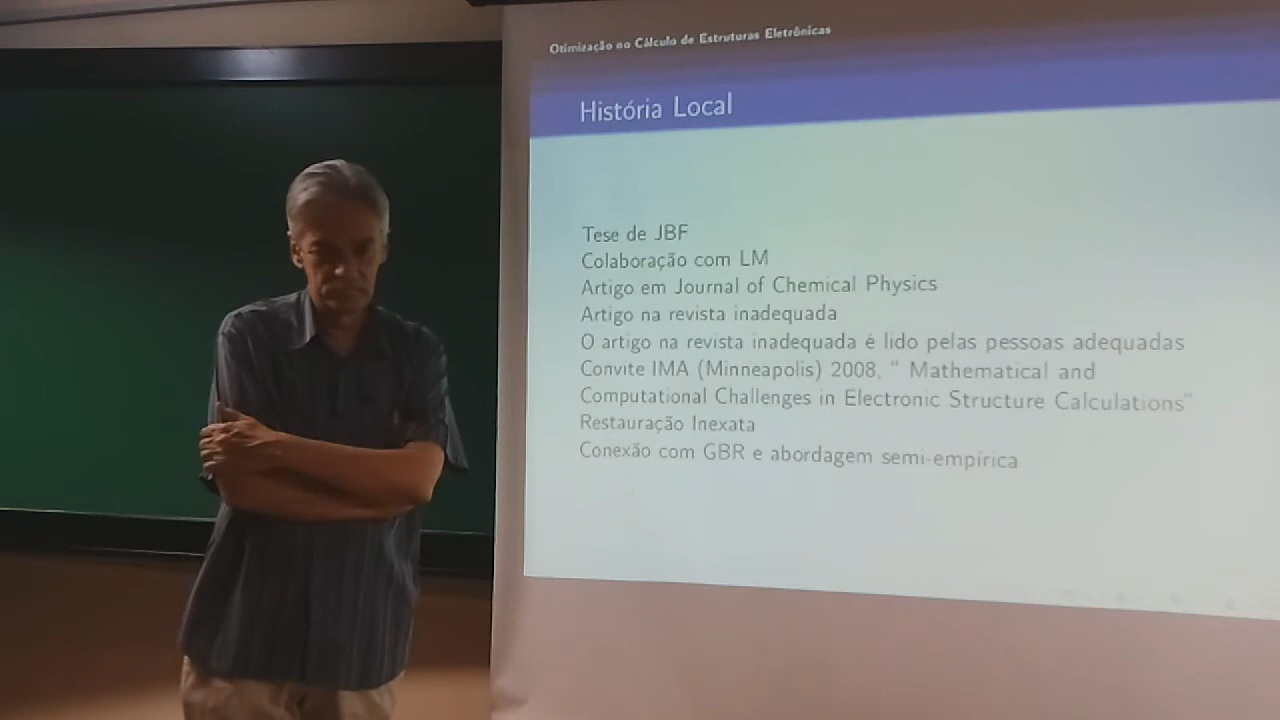 Otimização no Cálculo de Estruturas Eletrônicas
História Local
Tese de JBF
Colaboração com LM
Artigo em Journal of Chemical Physics
Artigo na revista inadequada
O artigo na revista inadequada é lido pelas pessoas adequadas
Convite IMA (Minneapolis) 2008, “ Mathematical and
Computational Challenges in Electronic Structure Calculations”
Restauração Inexata
Conexão com GBR e abordagem semi-empírica